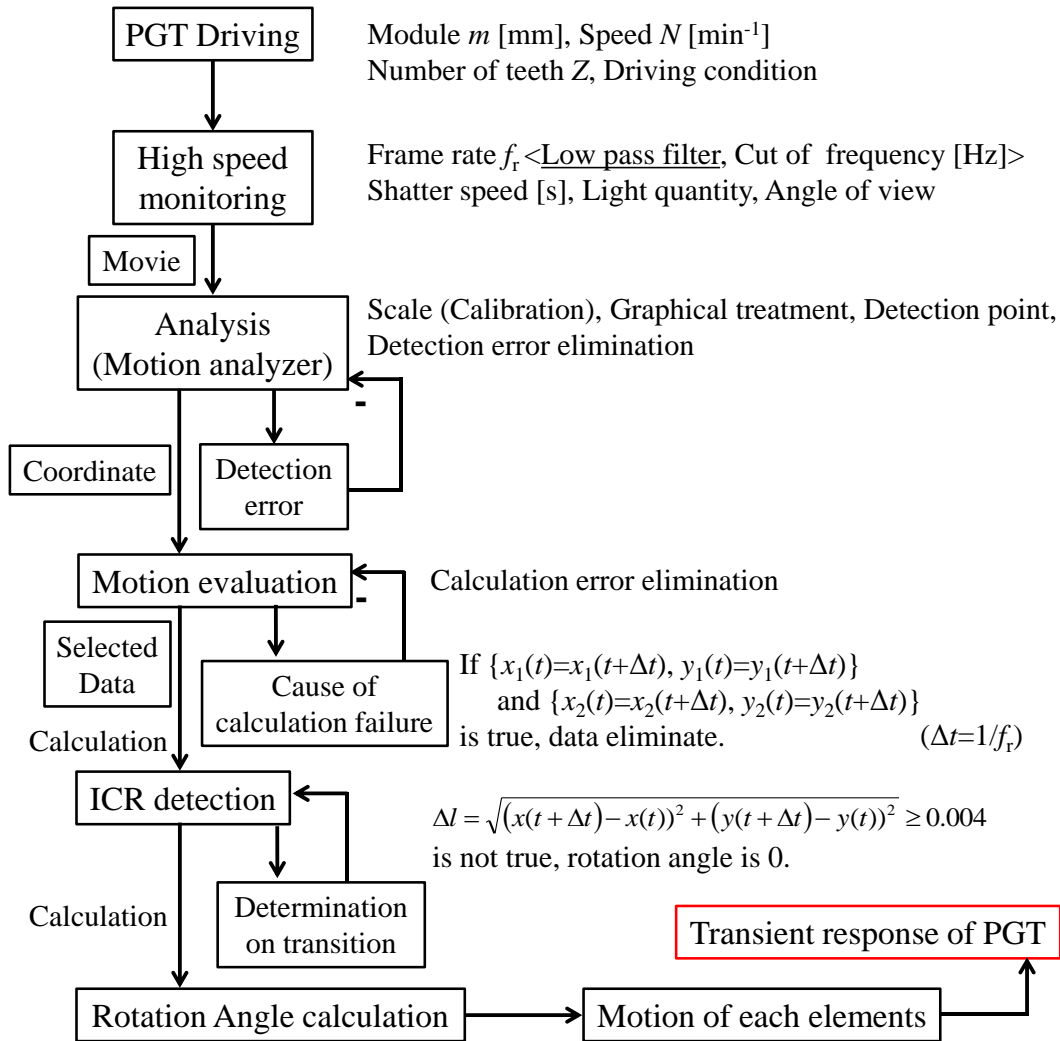 PGT Driving
Module m [mm], Speed N [min⁻¹]
Number of teeth Z, Driving condition
High speed
monitoring
Frame rate fᵣ <Low pass filter, Cut of frequency [Hz]>
Shatter speed [s], Light quantity, Angle of view
Movie
Analysis
(Motion analyzer)
Scale (Calibration), Graphical treatment, Detection point,
Detection error elimination
-
Coordinate
Detection
error
Motion evaluation
Calculation error elimination
-
Selected
Data
Cause of
calculation failure
If {x₁(t)=x₁(t+Δt), y₁(t)=y₁(t+Δt)}
and {x₂(t)=x₂(t+Δt), y₂(t)=y₂(t+Δt)}
is true, data eliminate. (Δt=1/fᵣ)
Calculation
ICR detection
Δl = √(x(t + Δt) − x(t))² + (y(t + Δt) − y(t))² ≥ 0.004
is not true, rotation angle is 0.
Calculation
Determination
on transition
Transient response of PGT
Rotation Angle calculation
Motion of each elements